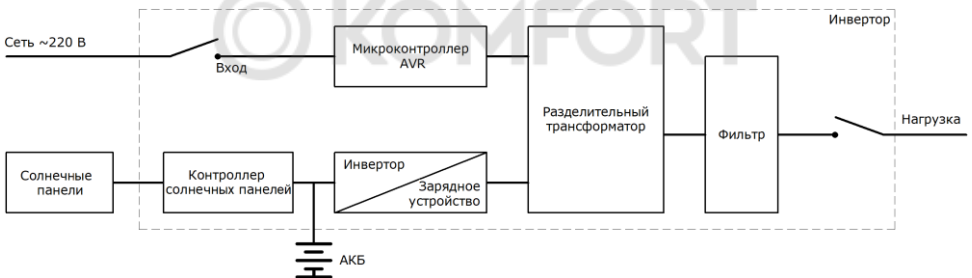 KOMFORT
Инвертор
Сеть ~220 В
Вход
Микроконтроллер
AVR
Разделительный
трансформатор
Фильтр
Нагрузка
Солнечные
панели
Контроллер
солнечных панелей
Инвертор
Зарядное
устройство
АКБ